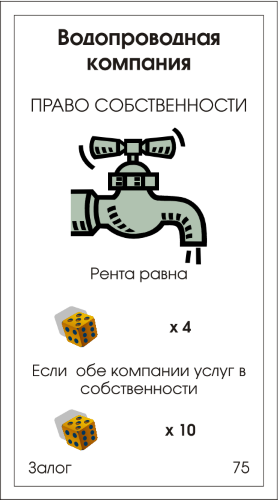 Водопроводная
компания
ПРАВО СОБСТВЕННОСТИ
Рента равна
x 4
Если обе компании услуг в
собственности
x 10
Залог 75